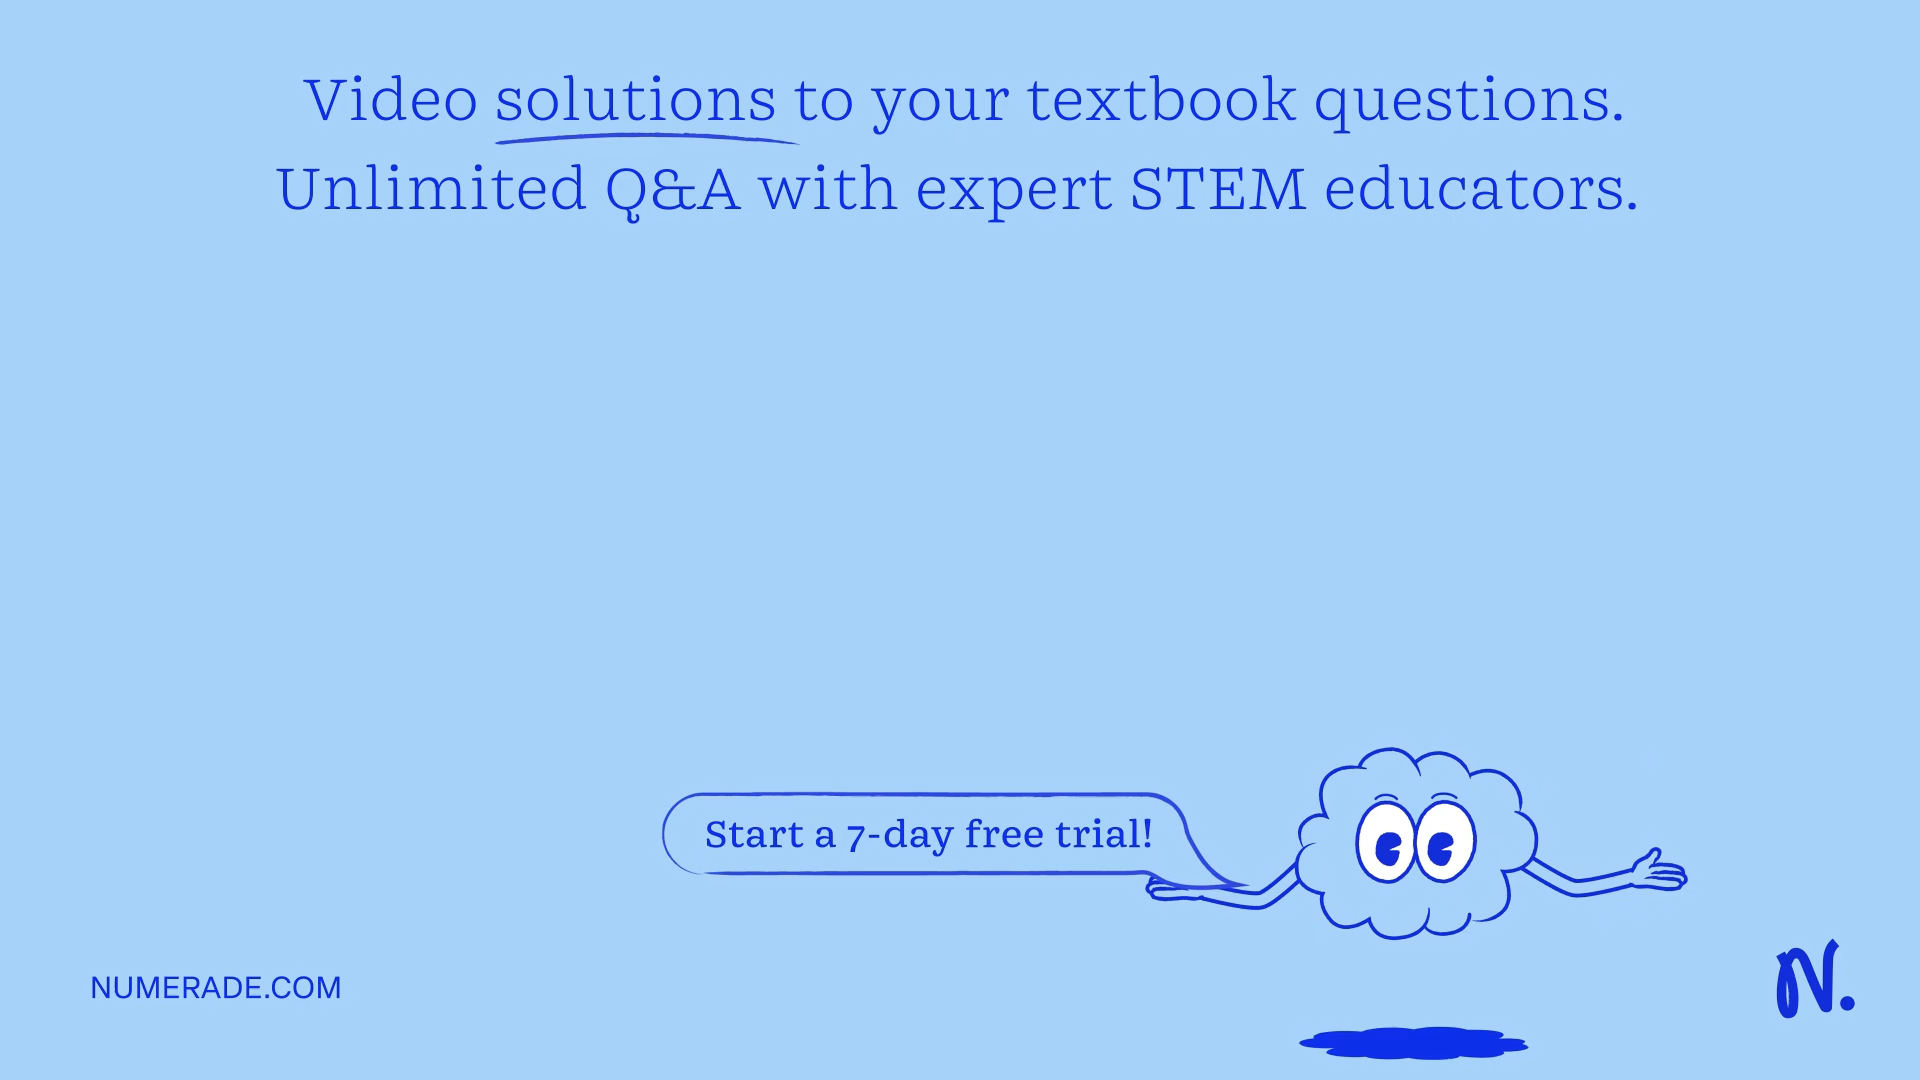 Video solutions to your textbook questions.
Unlimited Q&A with expert STEM educators.
Start a 7-day free trial!
NUMERADE.COM
N.